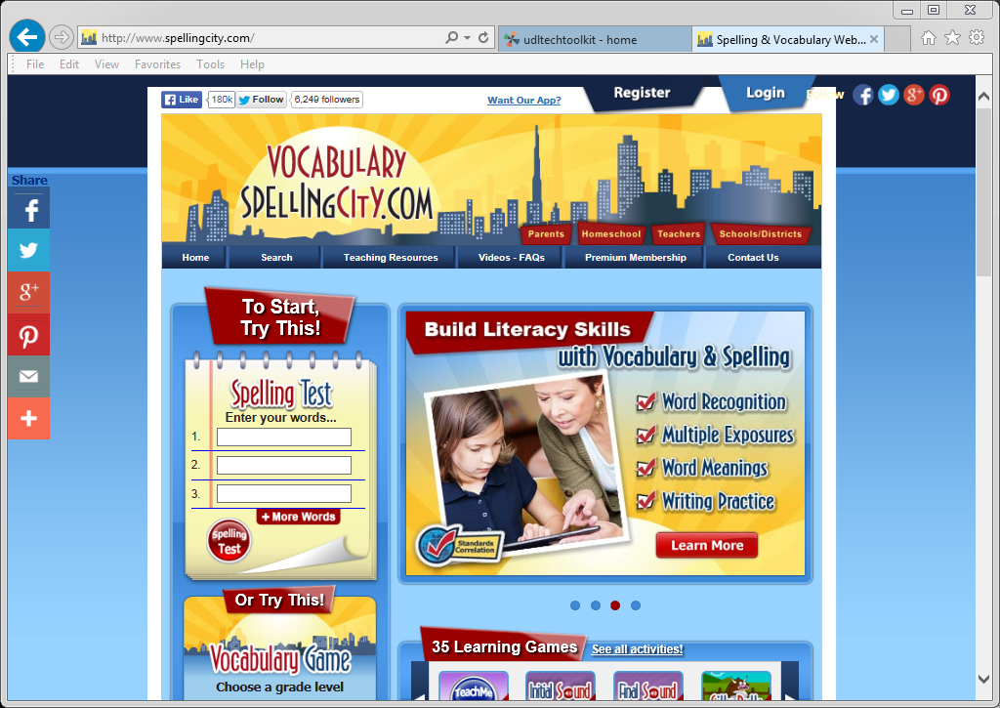 http://www.spellingcity.com/
udltechtoolkit - home
Spelling & Vocabulary Web...
File Edit View Favorites Tools Help
Like 180k Follow 6,249 followers
Want Our App?
Register
Login
Follow
Share
VOCABULARY
SPELLINGCITY.COM
Parents Homeschool Teachers Schools/Districts
Home Search Teaching Resources Videos - FAQs Premium Membership Contact Us
To Start,
Try This!
Spelling Test
Enter your words...
1.
2.
3.
+ More Words
Spelling
Test
Or Try This!
Vocabulary Game
Choose a grade level
Build Literacy Skills
with Vocabulary & Spelling
Word Recognition
Multiple Exposures
Word Meanings
Writing Practice
Standards
Correlation
Learn More
35 Learning Games See all activities!
TeachMe
Initial Sound
Find Sound